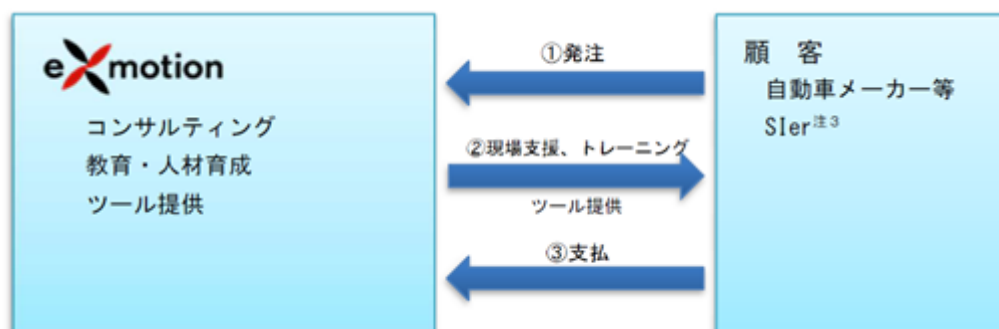 eXmotion
コンサルティング
教育・人材育成
ツール提供
①発注
②現場支援、トレーニング
ツール提供
③支払
顧 客
自動車メーカー等
SIer注3